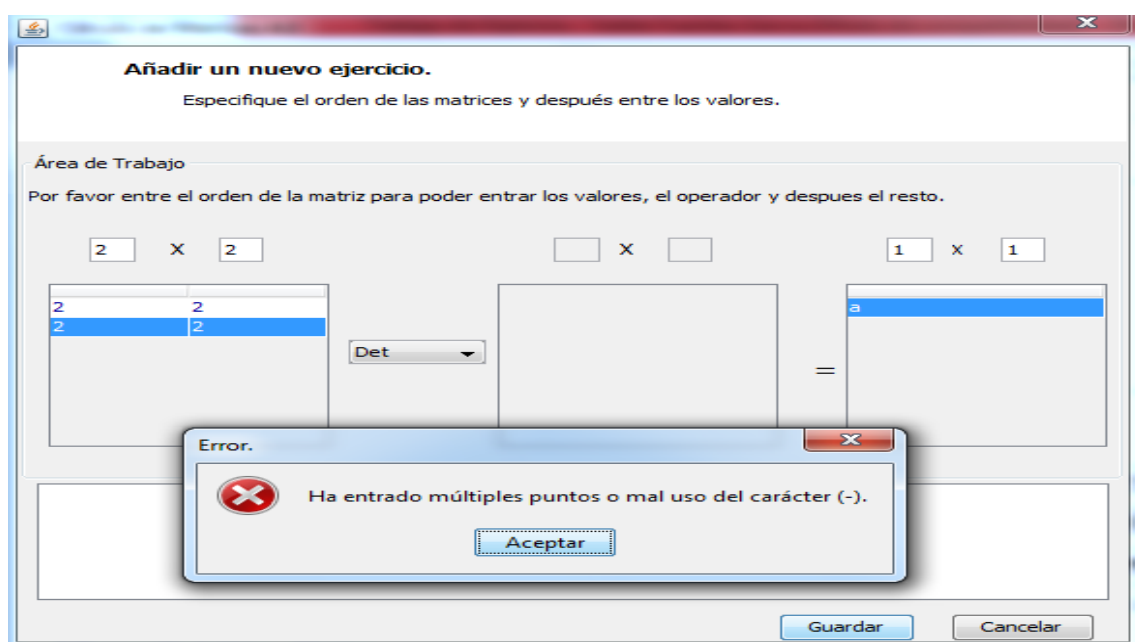 Añadir un nuevo ejercicio.
Especifique el orden de las matrices y después entre los valores.
Área de Trabajo
Por favor entre el orden de la matriz para poder entrar los valores, el operador y despues el resto.
2 X 2 X 1 x 1
2 2 a
2 2
Det
=
Error.
Ha entrado múltiples puntos o mal uso del carácter (-).
Aceptar
Guardar Cancelar